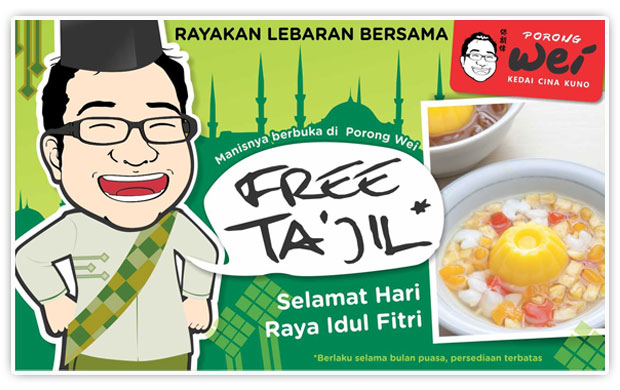 RAYAKAN LEBARAN BERSAMA
PORONG
wei
KEDAI CINA KUNO
Manisnya berbuka di Porong Wei
FREE
TA'JIL*
Selamat Hari
Raya Idul Fitri
*Berlaku selama bulan puasa, persediaan terbatas